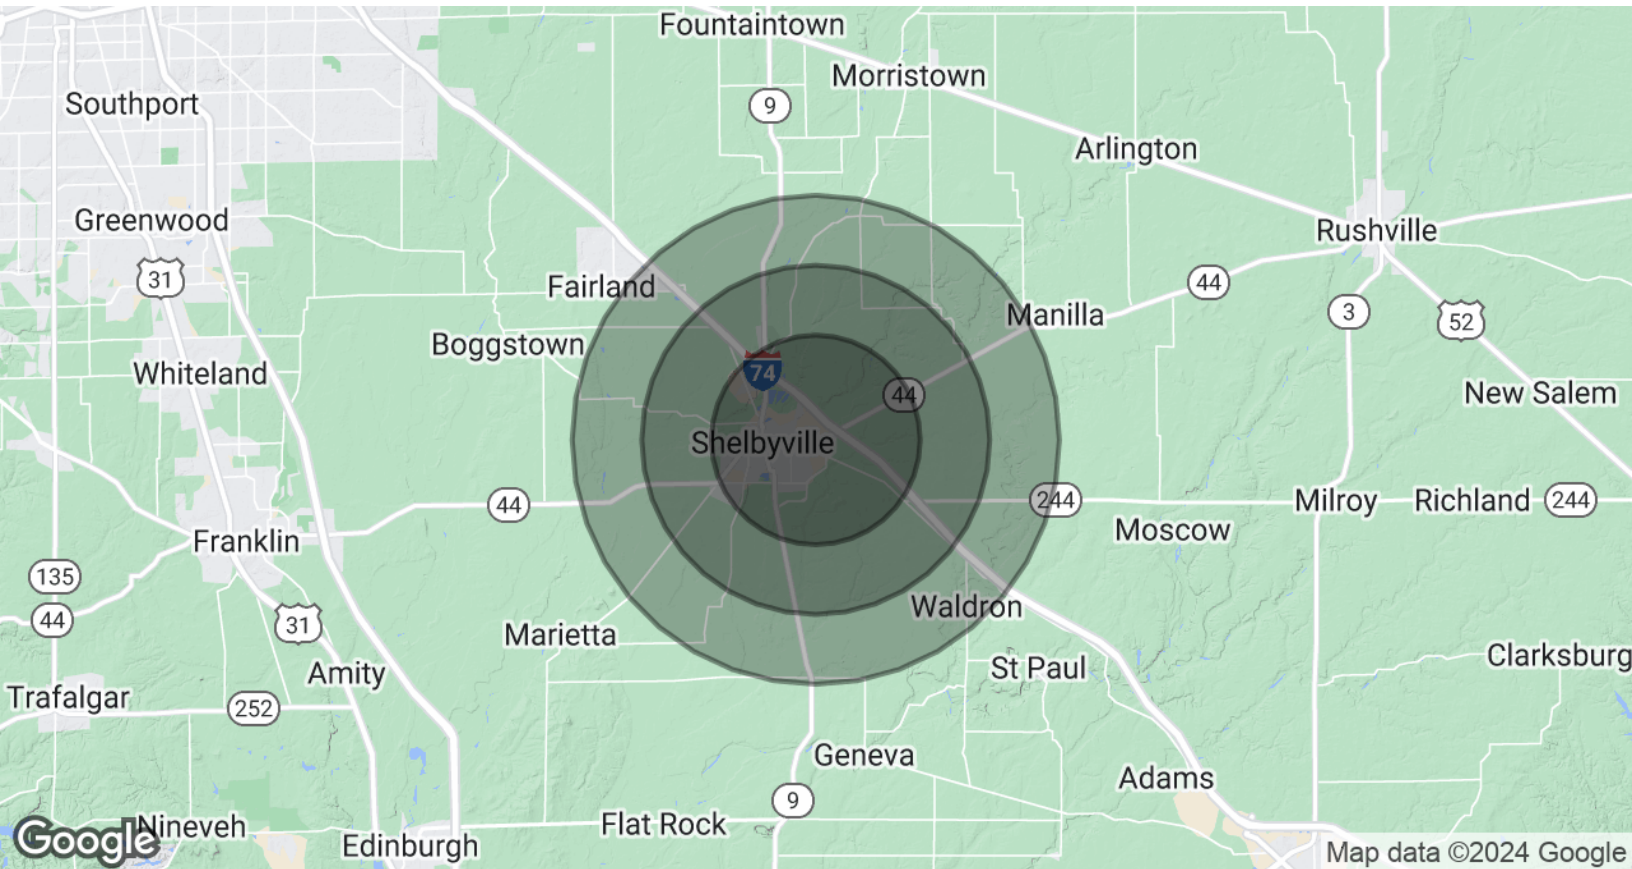 Fountaintown
Morristown
Southport
9
Arlington
Greenwood
Rushville
31
Fairland
44
3
Manilla
52
Boggstown
Whiteland
74
44
New Salem
Shelbyville
44
244
Milroy
Richland
244
Moscow
Franklin
135
44
31
Waldron
Marietta
Clarksburg
St Paul
Amity
Trafalgar
252
Geneva
Adams
9
Nineveh
Flat Rock
Google
Edinburgh
Map data ©2024 Google